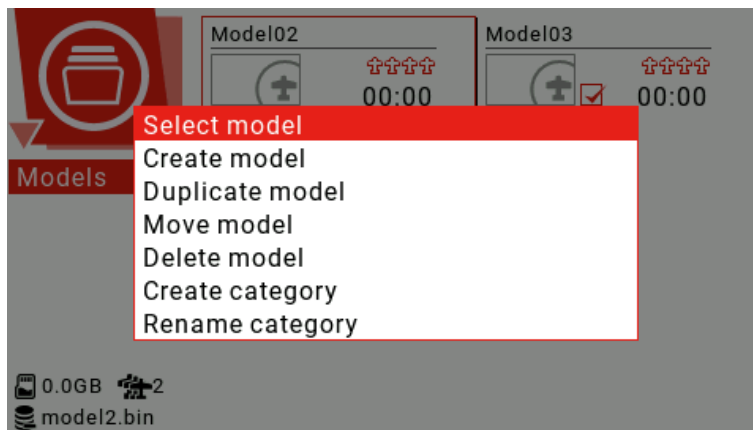 Model02
Model03
00:00
00:00
Models
Select model
Create model
Duplicate model
Move model
Delete model
Create category
Rename category
0.0GB 2
model2.bin